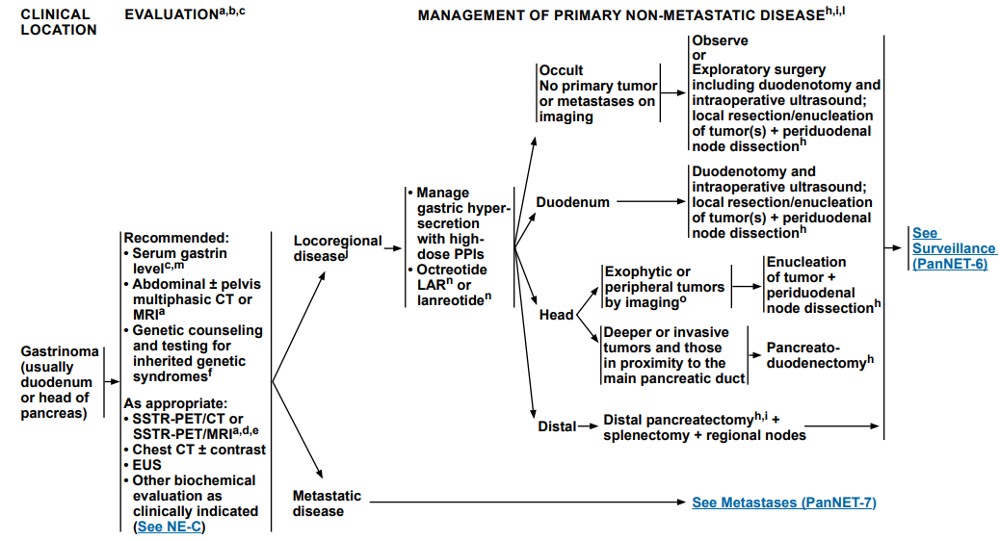 CLINICAL
LOCATION
EVALUATIONa,b,c
MANAGEMENT OF PRIMARY NON-METASTATIC DISEASEh,i,l
Gastrinoma
(usually
duodenum
or head of
pancreas)
Recommended:
• Serum gastrin
levelc,m
• Abdominal ± pelvis
multiphasic CT or
MRIa
• Genetic counseling
and testing for
inherited genetic
syndromesf
As appropriate:
• SSTR-PET/CT or
SSTR-PET/MRIa,d,e
• Chest CT ± contrast
• EUS
• Other biochemical
evaluation as
clinically indicated
(See NE-C)
Locoregional
diseasej
• Manage
gastric hyper-
secretion
with high-
dose PPIs
• Octreotide
LARn or
lanreotiden
Occult
No primary tumor
or metastases on
imaging
Observe
or
Exploratory surgery
including duodenotomy and
intraoperative ultrasound;
local resection/enucleation
of tumor(s) + periduodenal
node dissectionh
Duodenum
Duodenotomy and
intraoperative ultrasound;
local resection/enucleation
of tumor(s) + periduodenal
node dissectionh
Head
Exophytic or
peripheral tumors
by imagingo
Enucleation
of tumor +
periduodenal
node dissectionh
Deeper or invasive
tumors and those
in proximity to the
main pancreatic duct
Pancreato-
duodenectomyh
Distal
Distal pancreatectomyh,i +
splenectomy + regional nodes
See
Surveillance
(PanNET-6)
Metastatic
disease
See Metastases (PanNET-7)